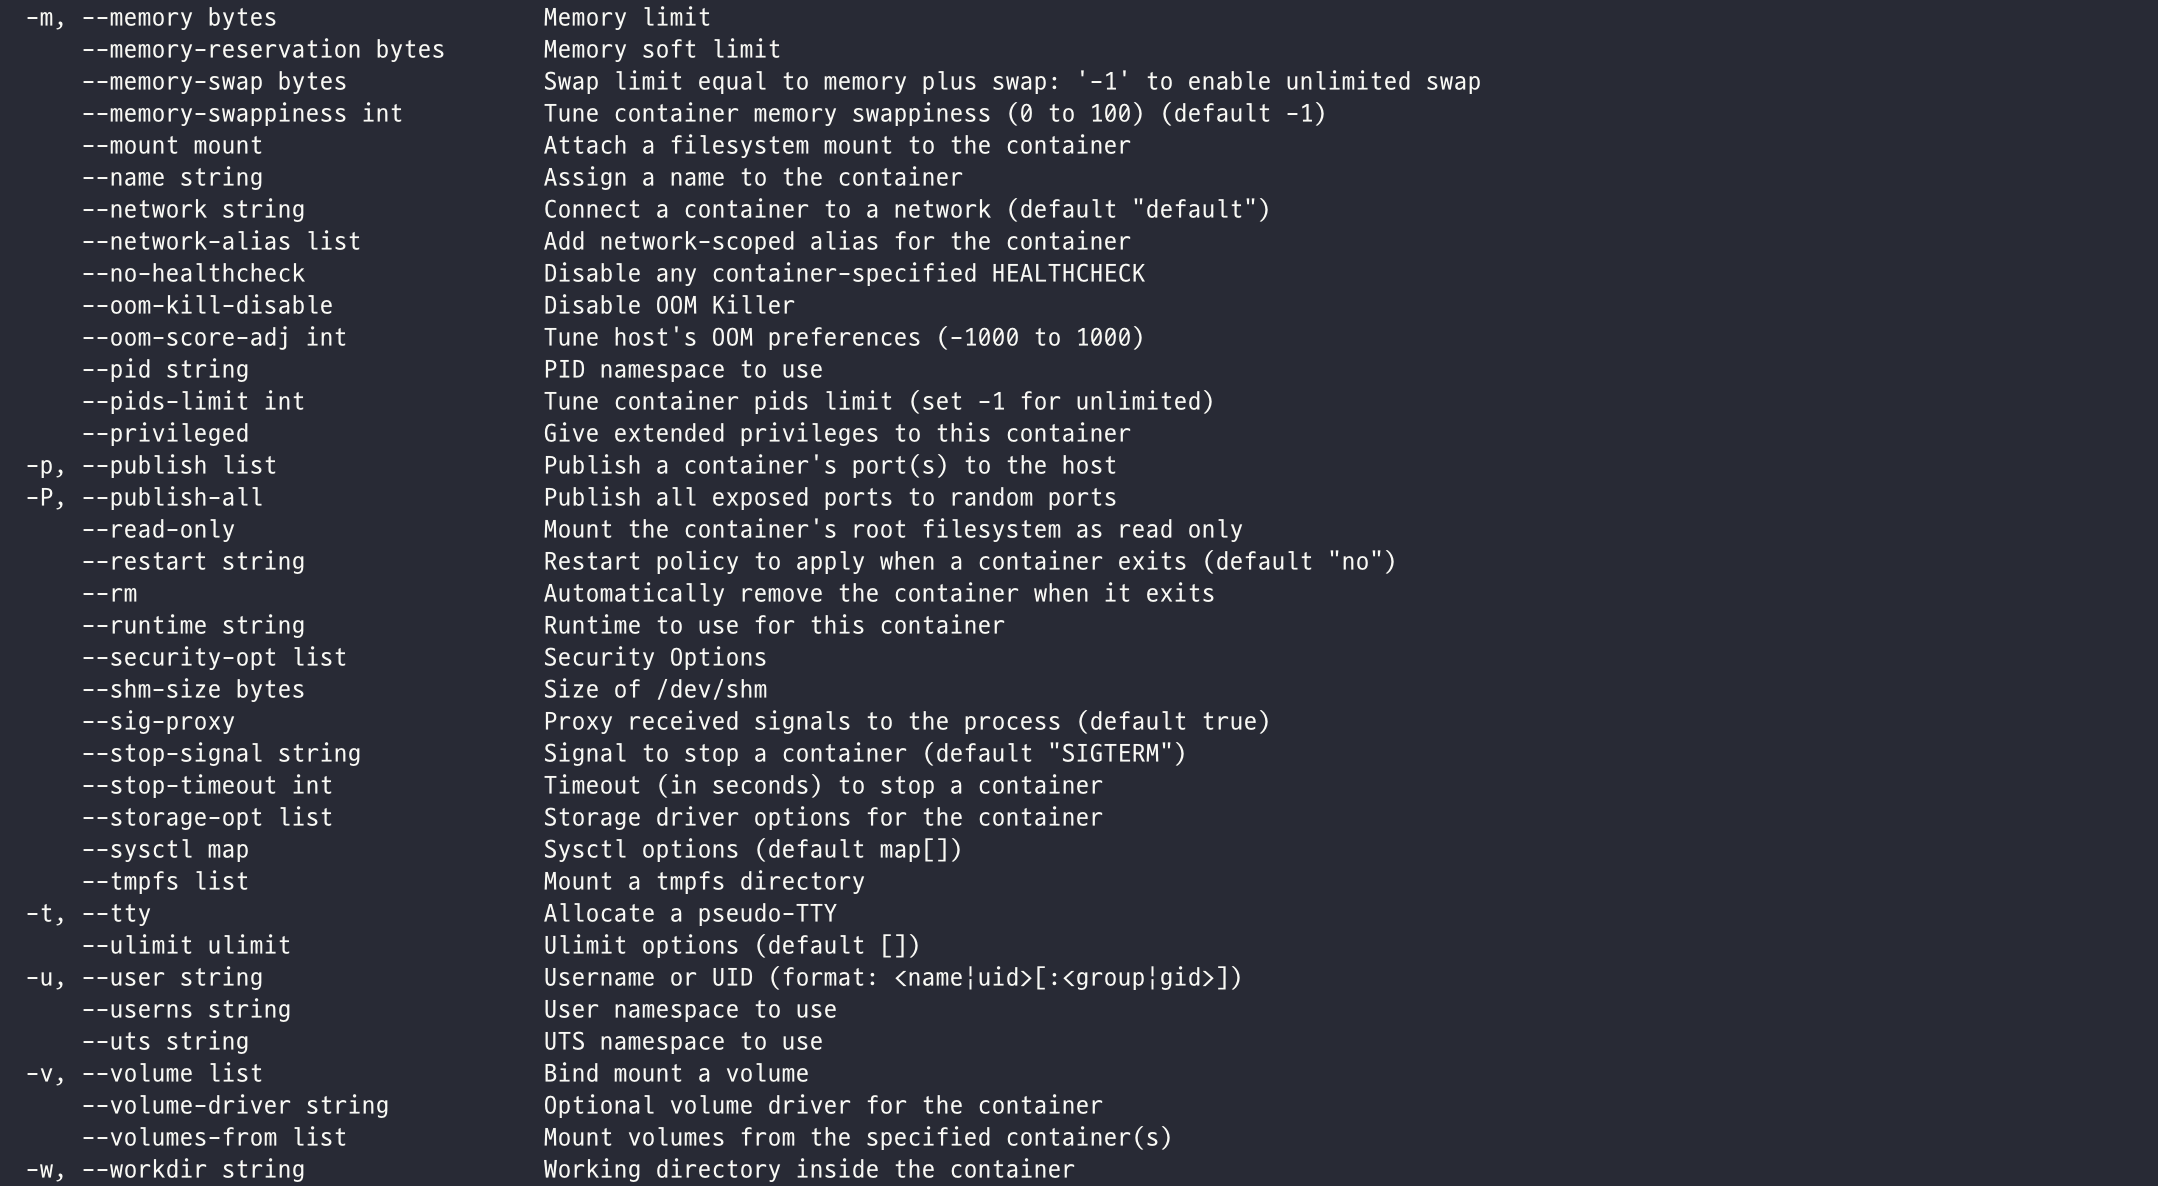 -m, --memory bytes                   Memory limit
    --memory-reservation bytes       Memory soft limit
    --memory-swap bytes              Swap limit equal to memory plus swap: '-1' to enable unlimited swap
    --memory-swappiness int          Tune container memory swappiness (0 to 100) (default -1)
    --mount mount                    Attach a filesystem mount to the container
    --name string                    Assign a name to the container
    --network string                 Connect a container to a network (default "default")
    --network-alias list             Add network-scoped alias for the container
    --no-healthcheck                 Disable any container-specified HEALTHCHECK
    --oom-kill-disable               Disable OOM Killer
    --oom-score-adj int              Tune host's OOM preferences (-1000 to 1000)
    --pid string                     PID namespace to use
    --pids-limit int                 Tune container pids limit (set -1 for unlimited)
    --privileged                     Give extended privileges to this container
-p, --publish list                   Publish a container's port(s) to the host
-P, --publish-all                    Publish all exposed ports to random ports
    --read-only                      Mount the container's root filesystem as read only
    --restart string                 Restart policy to apply when a container exits (default "no")
    --rm                             Automatically remove the container when it exits
    --runtime string                 Runtime to use for this container
    --security-opt list              Security Options
    --shm-size bytes                 Size of /dev/shm
    --sig-proxy                      Proxy received signals to the process (default true)
    --stop-signal string             Signal to stop a container (default "SIGTERM")
    --stop-timeout int               Timeout (in seconds) to stop a container
    --storage-opt list               Storage driver options for the container
    --sysctl map                     Sysctl options (default map[])
    --tmpfs list                     Mount a tmpfs directory
-t, --tty                            Allocate a pseudo-TTY
    --ulimit ulimit                  Ulimit options (default [])
-u, --user string                    Username or UID (format: <name¦uid>[:<group¦gid>])
    --userns string                  User namespace to use
    --uts string                     UTS namespace to use
-v, --volume list                    Bind mount a volume
    --volume-driver string           Optional volume driver for the container
    --volumes-from list              Mount volumes from the specified container(s)
-w, --workdir string                 Working directory inside the container